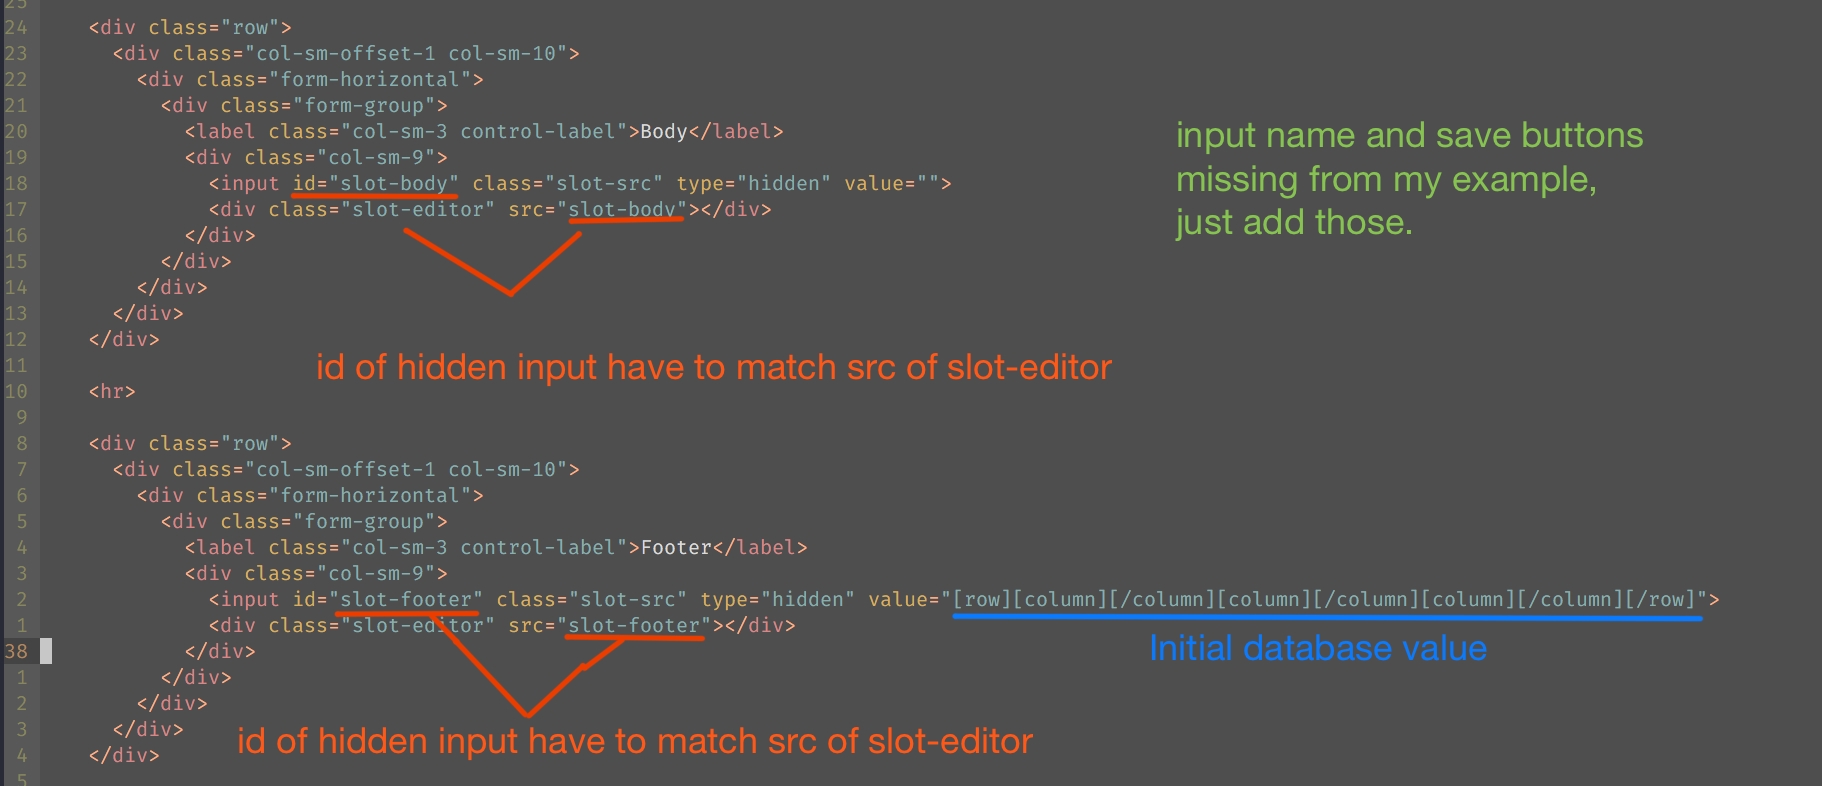 25
24 <div class="row">
23 <div class="col-sm-offset-1 col-sm-10">
22 <div class="form-horizontal">
21 <div class="form-group">
20 <label class="col-sm-3 control-label">Body</label>
19 <div class="col-sm-9">
18 <input id="slot-body" class="slot-src" type="hidden" value="">
17 <div class="slot-editor" src="slot-body"></div>
16 </div>
15 </div>
14 </div>
13 </div>
12 </div>
input name and save buttons
missing from my example,
just add those.
11
id of hidden input have to match src of slot-editor
10 <hr>
9
8 <div class="row">
7 <div class="col-sm-offset-1 col-sm-10">
6 <div class="form-horizontal">
5 <div class="form-group">
4 <label class="col-sm-3 control-label">Footer</label>
3 <div class="col-sm-9">
2 <input id="slot-footer" class="slot-src" type="hidden" value="[row][column][/column][column][/column][column][/column][/row]">
1 <div class="slot-editor" src="slot-footer"></div>
Initial database value
38 </div>
1 </div>
2 </div>
3 </div>
id of hidden input have to match src of slot-editor
4 </div>
5